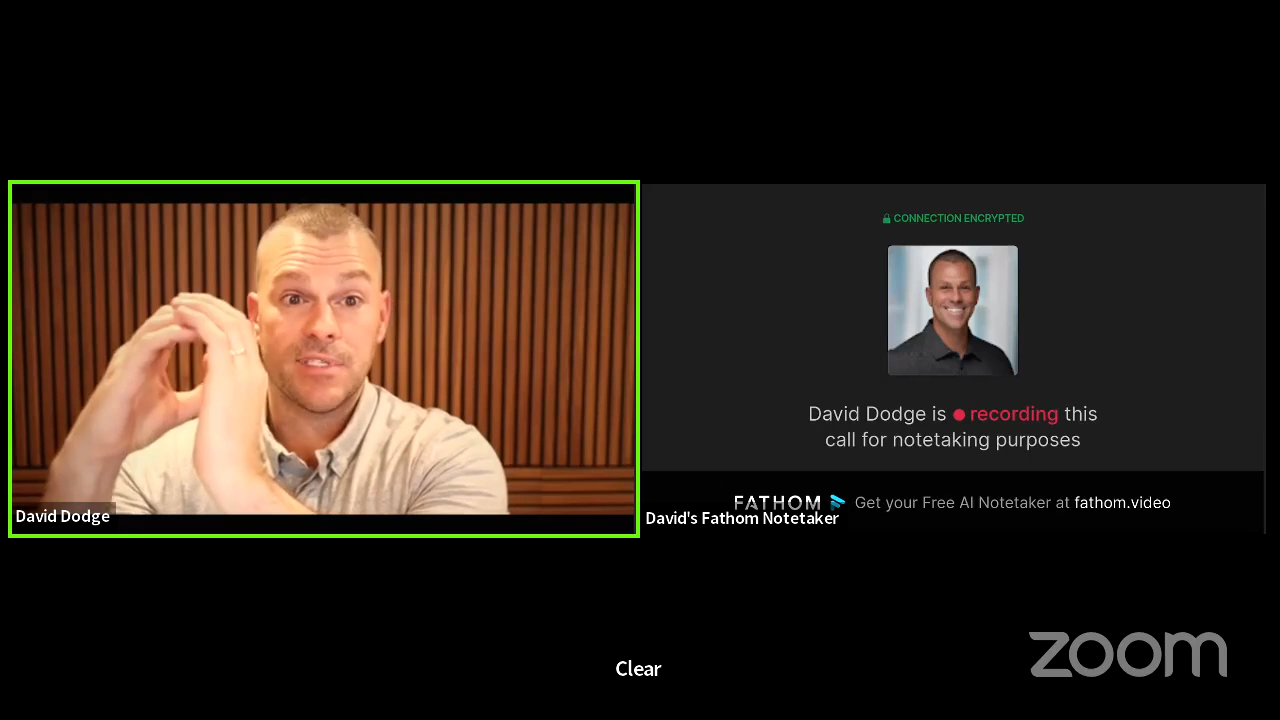 David Dodge
CONNECTION ENCRYPTED
David Dodge is recording this
call for notetaking purposes
FATHOM Get your Free AI Notetaker at fathom.video
David's Fathom Notetaker
Clear
zoom